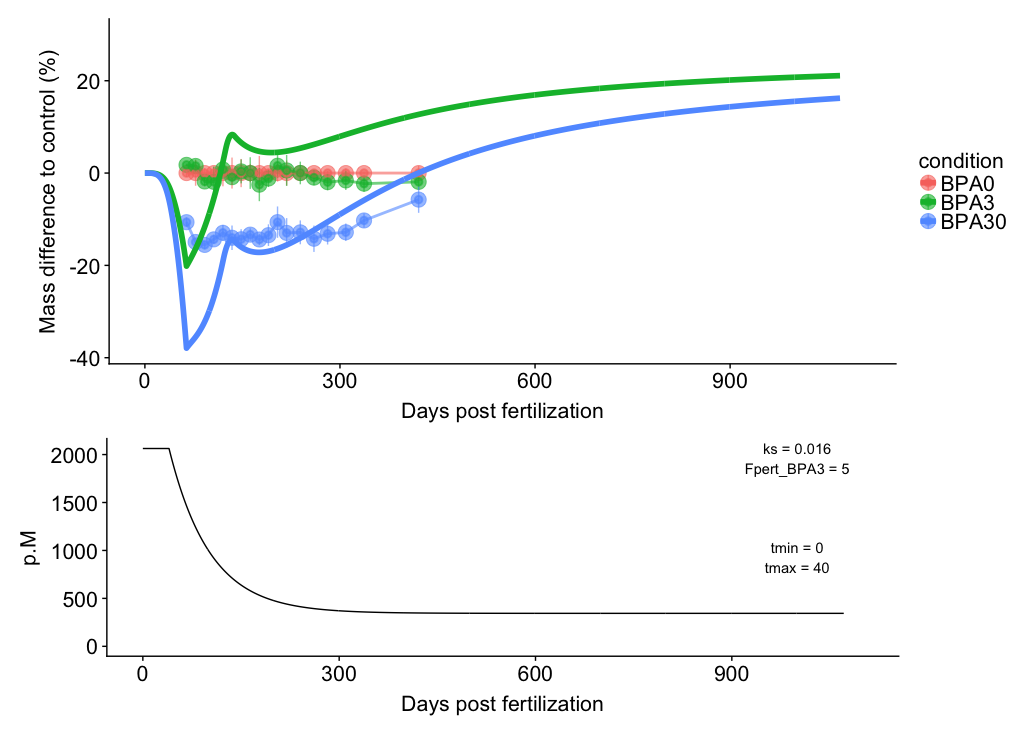 Mass difference to control (%)
20
0
-20
-40
0
300
600
900
Days post fertilization
condition
BPA0
BPA3
BPA30
p.M
2000
1500
1000
500
0
ks = 0.016
Fpert_BPA3 = 5
tmin = 0
tmax = 40
0
300
600
900
Days post fertilization